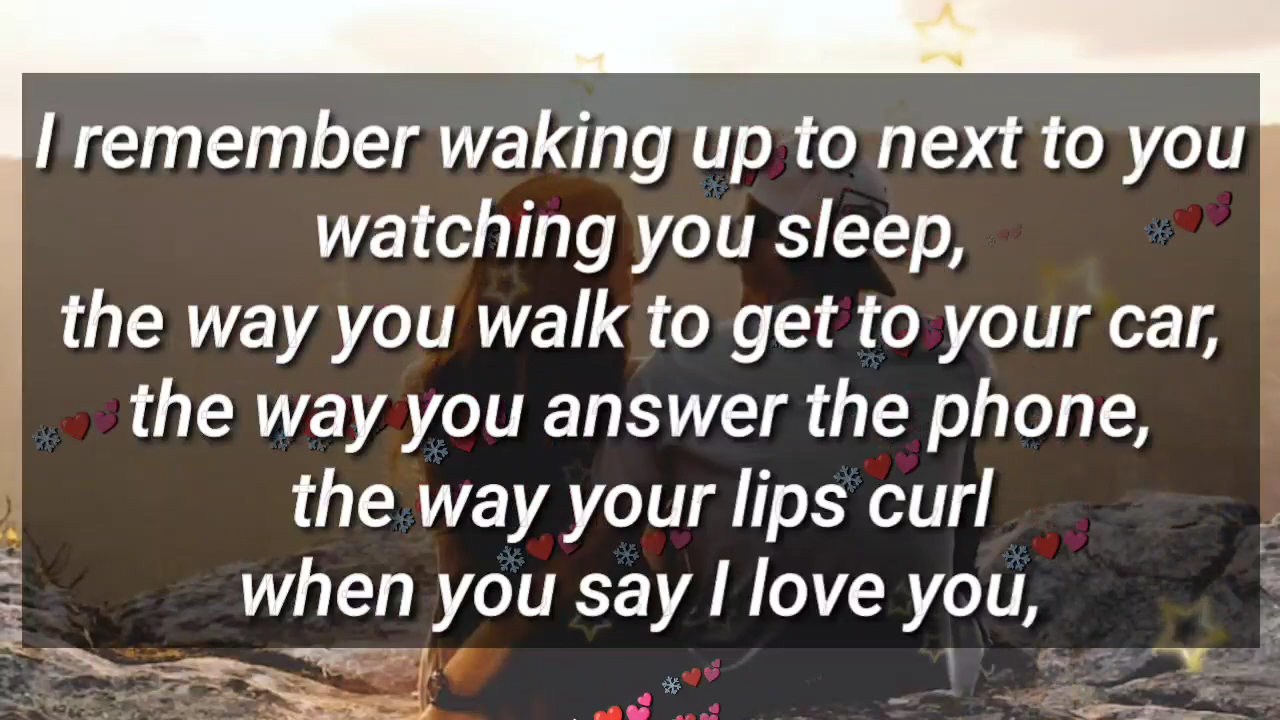 I remember waking up to next to you
watching you sleep,
the way you walk to get to your car,
the way you answer the phone,
the way your lips curl
when you say I love you,